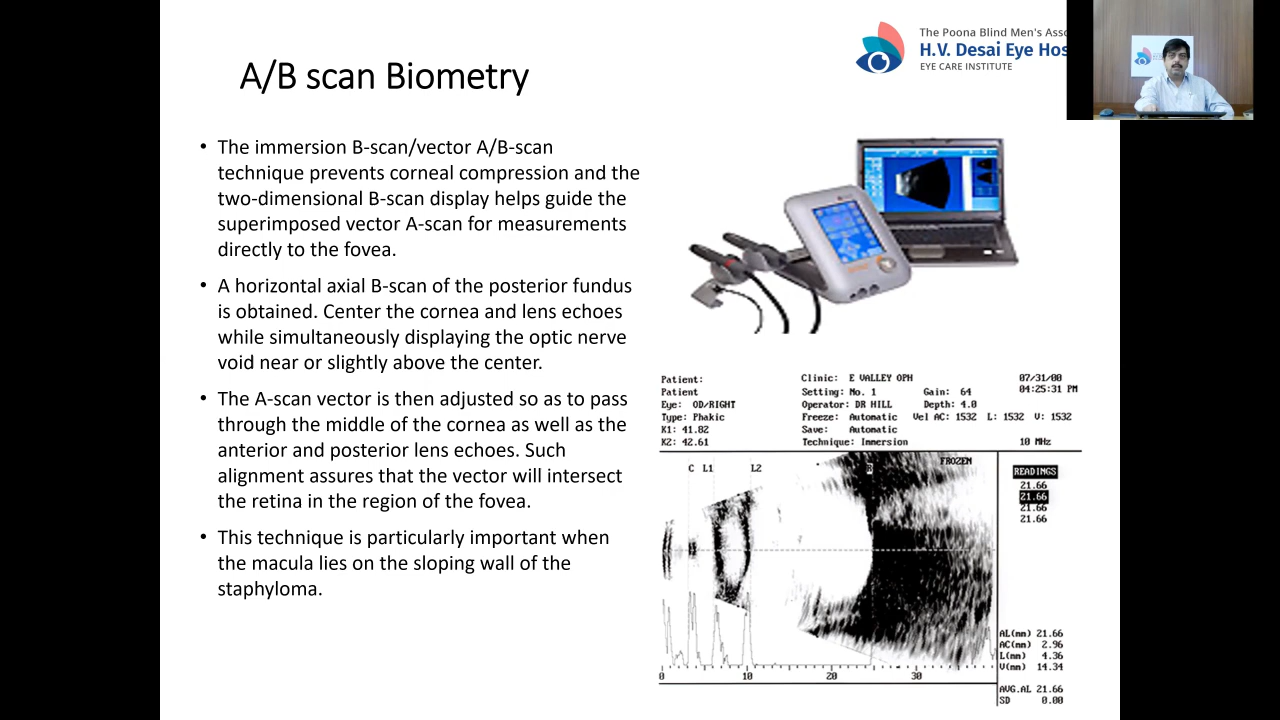 The Poona Blind Men's Asso
H.V. Desai Eye Hos
EYE CARE INSTITUTE
A/B scan Biometry
• The immersion B-scan/vector A/B-scan
technique prevents corneal compression and the
two-dimensional B-scan display helps guide the
superimposed vector A-scan for measurements
directly to the fovea.
• A horizontal axial B-scan of the posterior fundus
is obtained. Center the cornea and lens echoes
while simultaneously displaying the optic nerve
void near or slightly above the center.
• The A-scan vector is then adjusted so as to pass
through the middle of the cornea as well as the
anterior and posterior lens echoes. Such
alignment assures that the vector will intersect
the retina in the region of the fovea.
• This technique is particularly important when
the macula lies on the sloping wall of the
staphyloma.
Patient: Clinic: E VALLEY OPH 07/31/00
Patient Setting: No. 1 Gain: 64 04:25:31 PM
Eye: OD/RIGHT Operator: DR HILL Depth: 4.0
Type: Phakic Freeze: Automatic Vel AC: 1532 L: 1532 V: 1532
K1: 41.82 Save: Automatic
K2: 42.61 Technique: Immersion 10 MHz
C L1 L2 R FROZEN
READINGS
21.66
21.66
21.66
21.66
AL(mm) 21.66
AC(mm) 2.96
L(mm) 4.36
V(mm) 14.34
0 10 20 30
AVG.AL 21.66
SD 0.00